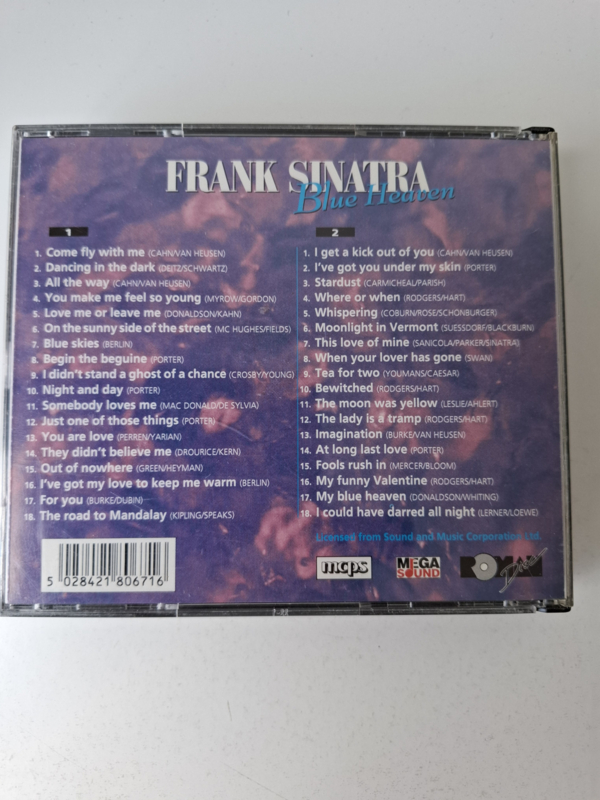 FRANK SINATRA
Blue Heaven
1
1. Come fly with me (CAHN/VAN HEUSEN)
2. Dancing in the dark (DEITZ/SCHWARTZ)
3. All the way (CAHN/VAN HEUSEN)
4. You make me feel so young (MYROW/GORDON)
5. Love me or leave me (DONALDSON/KAHN)
6. On the sunny side of the street (MC HUGHES/FIELDS)
7. Blue skies (BERLIN)
8. Begin the beguine (PORTER)
9. I didn't stand a ghost of a chance (CROSBY/YOUNG)
10. Night and day (PORTER)
11. Somebody loves me (MAC DONALD/DE SYLVIA)
12. Just one of those things (PORTER)
13. You are love (PERREN/YARIAN)
14. They didn't believe me (DROURICE/KERN)
15. Out of nowhere (GREEN/HEYMAN)
16. I've got my love to keep me warm (BERLIN)
17. For you (BURKE/DUBIN)
18. The road to Mandalay (KIPLING/SPEAKS)
2
1. I get a kick out of you (CAHN/VAN HEUSEN)
2. I've got you under my skin (PORTER)
3. Stardust (CARMICHEAL/PARISH)
4. Where or when (RODGERS/HART)
5. Whispering (COBURN/ROSE/SCHONBURGER)
6. Moonlight in Vermont (SUESSDORF/BLACKBURN)
7. This love of mine (SANICOLA/PARKER/SINATRA)
8. When your lover has gone (SWAN)
9. Tea for two (YOUMANS/CAESAR)
10. Bewitched (RODGERS/HART)
11. The moon was yellow (LESLIE/AHLERT)
12. The lady is a tramp (RODGERS/HART)
13. Imagination (BURKE/VAN HEUSEN)
14. At long last love (PORTER)
15. Fools rush in (MERCER/BLOOM)
16. My funny Valentine (RODGERS/HART)
17. My blue heaven (DONALDSON/WHITING)
18. I could have darred all night (LERNER/LOEWE)
Licensed from Sound and Music Corporation Ltd.
5 028421 806716
mcps
MEGA SOUND